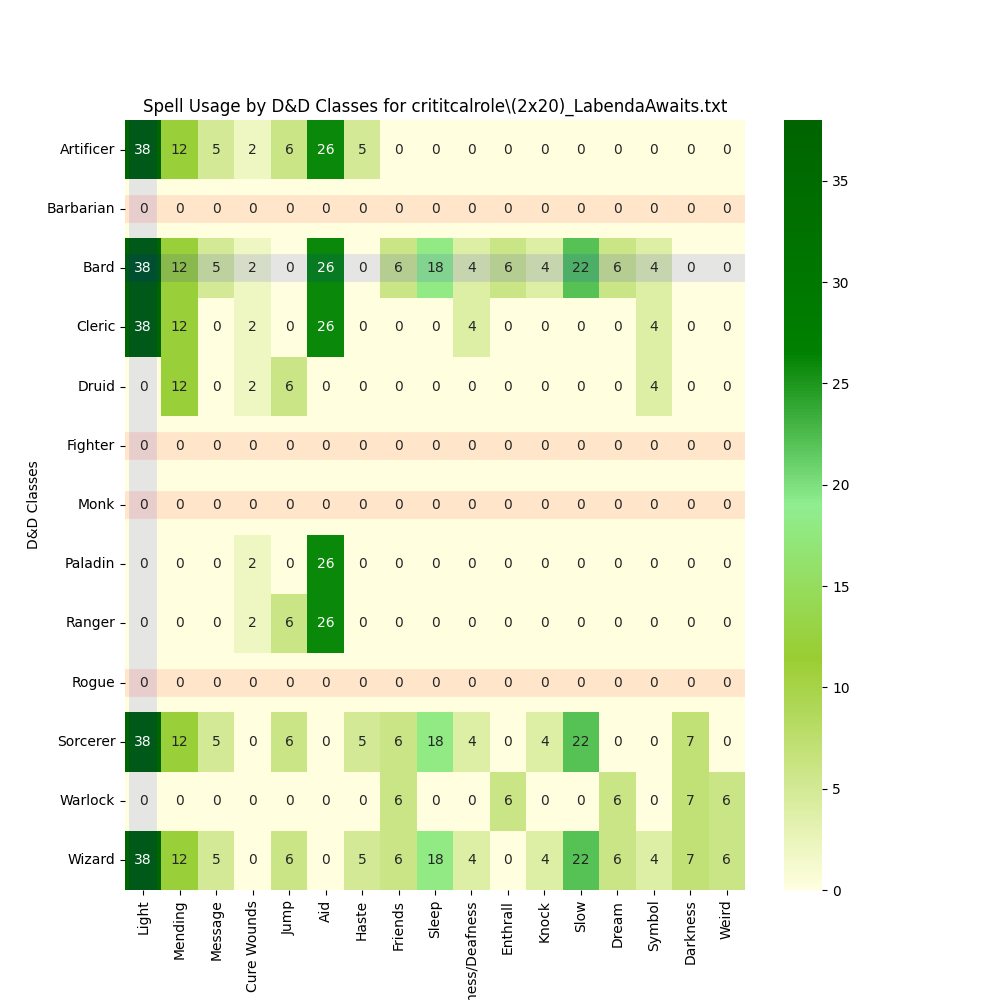 Spell Usage by D&D Classes for crititcalrole\(2x20)_LabendaAwaits.txt
D&D Classes
Artificer 38 12 5 2 6 26 5 0 0 0 0 0 0 0 0 0 0
Barbarian 0 0 0 0 0 0 0 0 0 0 0 0 0 0 0 0 0
Bard 38 12 5 2 0 26 0 6 18 4 6 4 22 6 4 0 0
Cleric 38 12 0 2 0 26 0 0 0 4 0 0 0 0 4 0 0
Druid 0 12 0 2 6 0 0 0 0 0 0 0 0 0 4 0 0
Fighter 0 0 0 0 0 0 0 0 0 0 0 0 0 0 0 0 0
Monk 0 0 0 0 0 0 0 0 0 0 0 0 0 0 0 0 0
Paladin 0 0 0 2 0 26 0 0 0 0 0 0 0 0 0 0 0
Ranger 0 0 0 2 6 26 0 0 0 0 0 0 0 0 0 0 0
Rogue 0 0 0 0 0 0 0 0 0 0 0 0 0 0 0 0 0
Sorcerer 38 12 5 0 6 0 5 6 18 4 0 4 22 0 0 7 0
Warlock 0 0 0 0 0 0 0 6 0 0 6 0 0 6 0 7 6
Wizard 38 12 5 0 6 0 5 6 18 4 0 4 22 6 4 7 6
Light
Mending
Message
Cure Wounds
Jump
Aid
Haste
Friends
Sleep
ness/Deafness
Enthrall
Knock
Slow
Dream
Symbol
Darkness
Weird
35
30
25
20
15
10
5
0